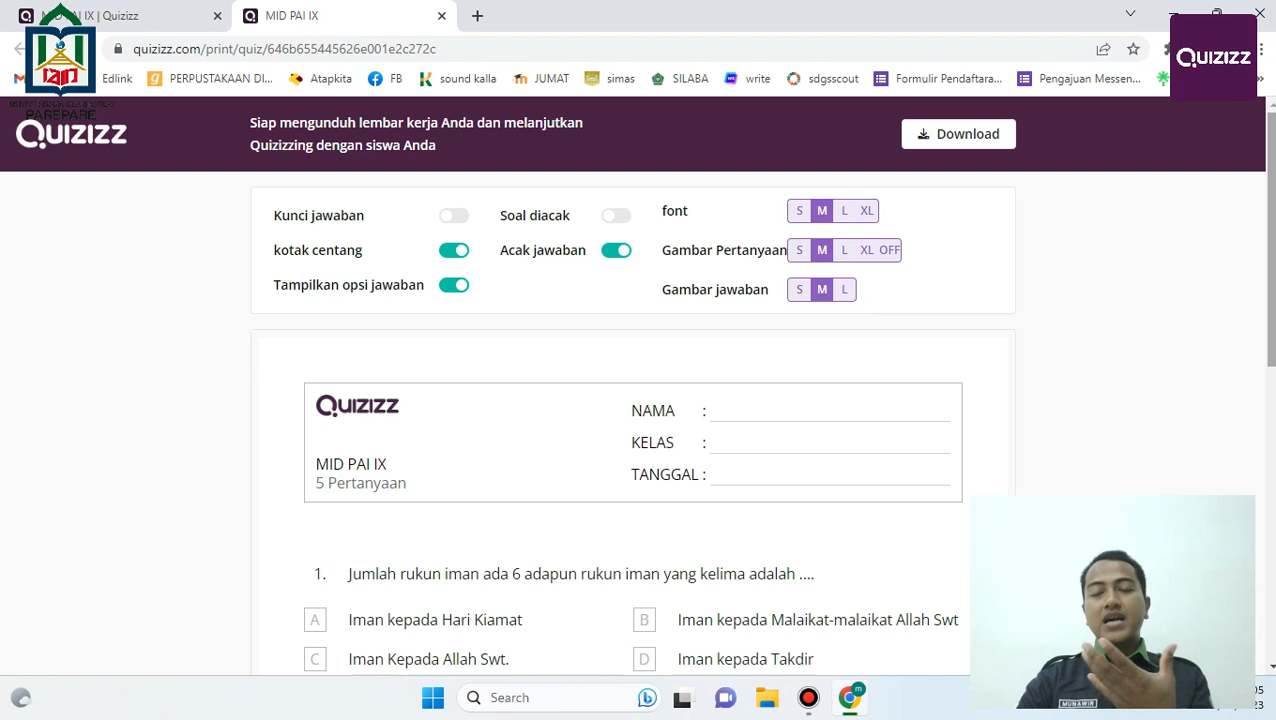 PAI IX | Quizizz
MID PAI IX
quizizz.com/print/quiz/646b655445626e001e2c272c
Edlink
PERPUSTAKAAN DI...
Atapkita
FB
sound kalla
JUMAT
simas
SILABA
write
sdgsscout
Formulir Pendaftara...
Pengajuan Messen...
PAREPARE
Quizizz
Quizizz
Siap mengunduh lembar kerja Anda dan melanjutkan
Quizizzing dengan siswa Anda
Download
Kunci jawaban
Soal diacak
font
S M L XL
kotak centang
Acak jawaban
Gambar Pertanyaan
S M L XL OFF
Tampilkan opsi jawaban
Gambar jawaban
S M L
Quizizz
MID PAI IX
5 Pertanyaan
NAMA :
KELAS :
TANGGAL :
1. Jumlah rukun iman ada 6 adapun rukun iman yang kelima adalah ....
A Iman kepada Hari Kiamat
B Iman kepada Malaikat-malaikat Allah Swt
C Iman Kepada Allah Swt.
D Iman kepada Takdir
MUNAWIR
Search